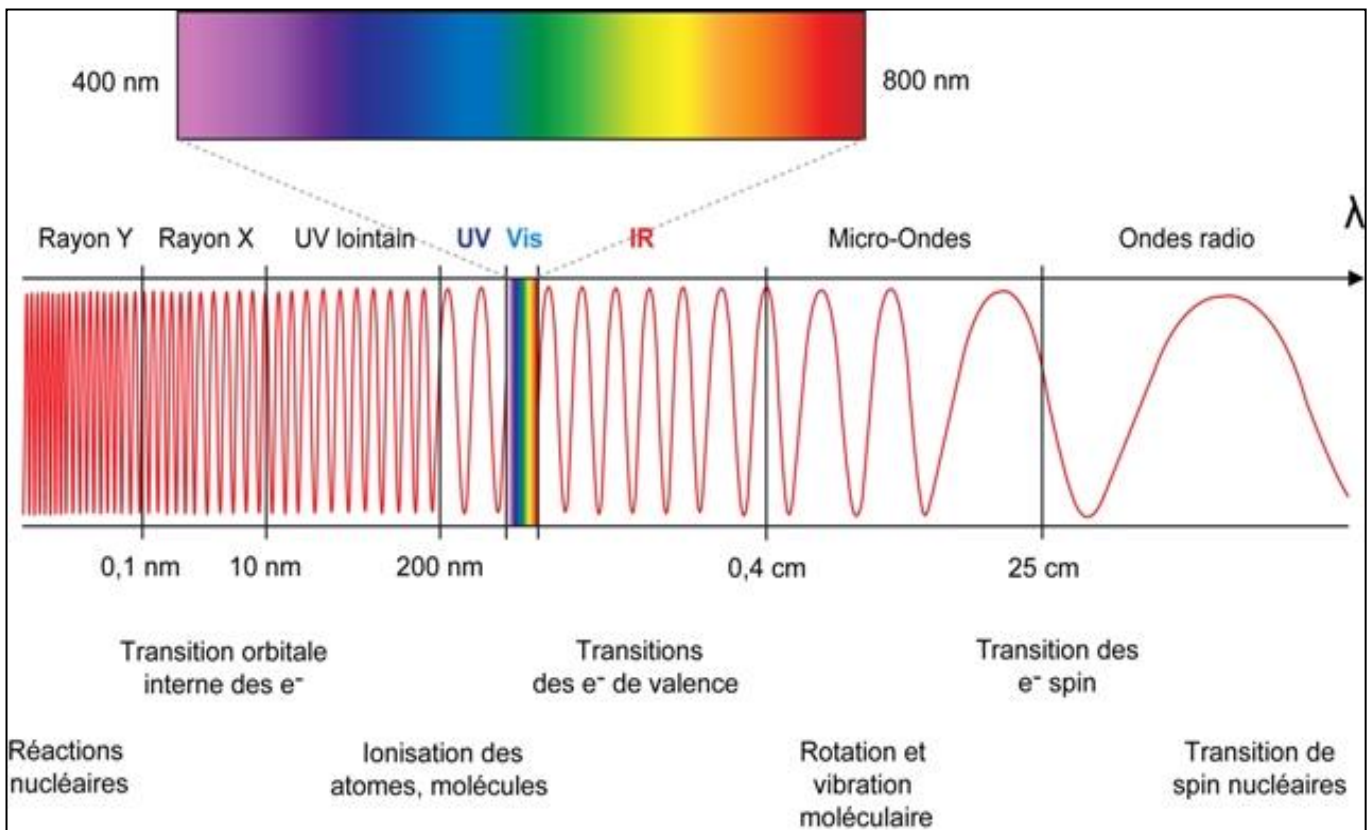 400 nm
800 nm
λ
Rayon Y
Rayon X
UV lointain
UV
Vis
IR
Micro-Ondes
Ondes radio
0,1 nm
10 nm
200 nm
0,4 cm
25 cm
Transition orbitale
interne des e-
Transitions
des e- de valence
Transition des
e- spin
Réactions
nucléaires
Ionisation des
atomes, molécules
Rotation et
vibration
moléculaire
Transition de
spin nucléaires